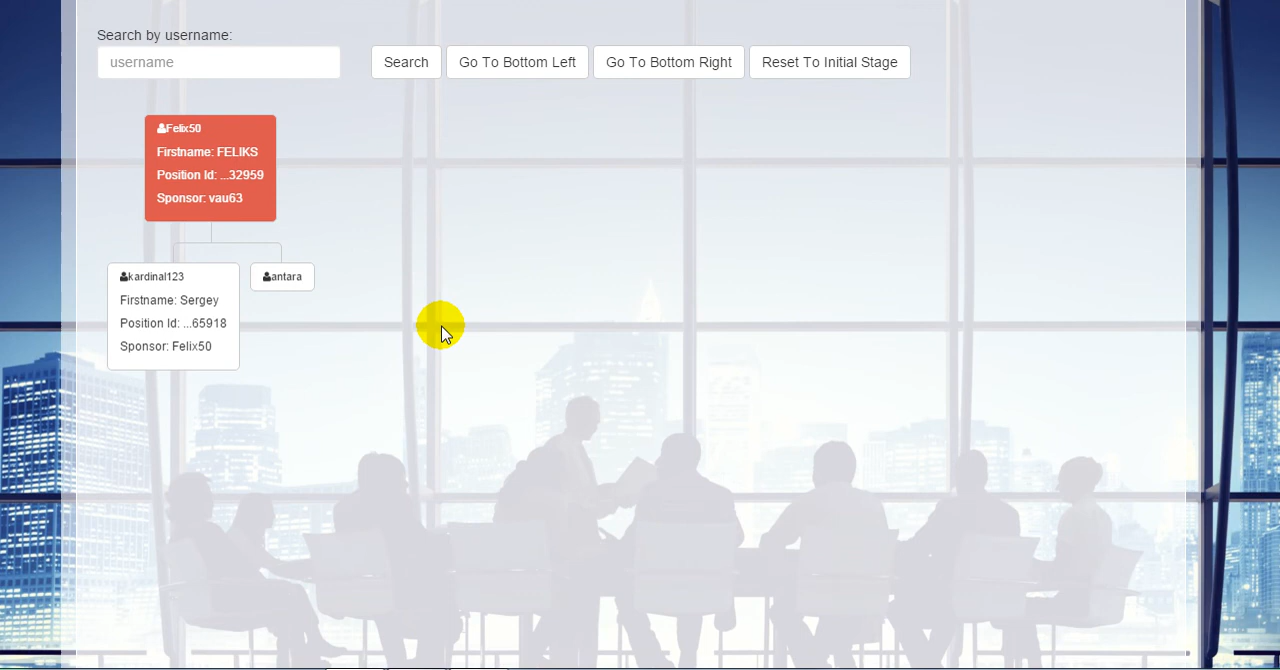 Search by username:
username
Search
Go To Bottom Left
Go To Bottom Right
Reset To Initial Stage
Felix50
Firstname: FELIKS
Position Id: ...32959
Sponsor: vau63
kardinal123
Firstname: Sergey
Position Id: ...65918
Sponsor: Felix50
antara